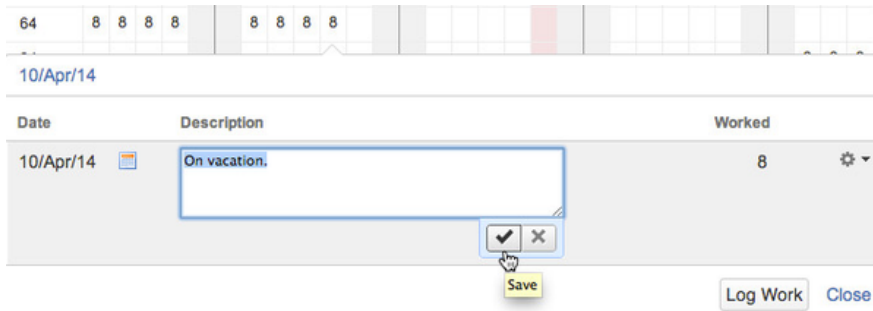 64 8 8 8 8 8 8 8 8
10/Apr/14
Date Description Worked
10/Apr/14 On vacation. 8
Save
Log Work Close